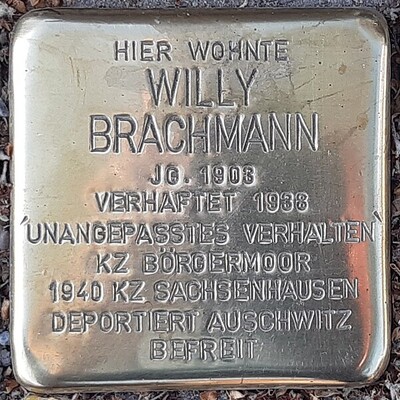 HIER WOHNTE
WILLY
BRACHMANN
JG. 1903
VERHAFTET 1938
'UNANGEPASSTES VERHALTEN'
KZ BÖRGERMOOR
1940 KZ SACHSENHAUSEN
DEPORTIERT AUSCHWITZ
BEFREIT